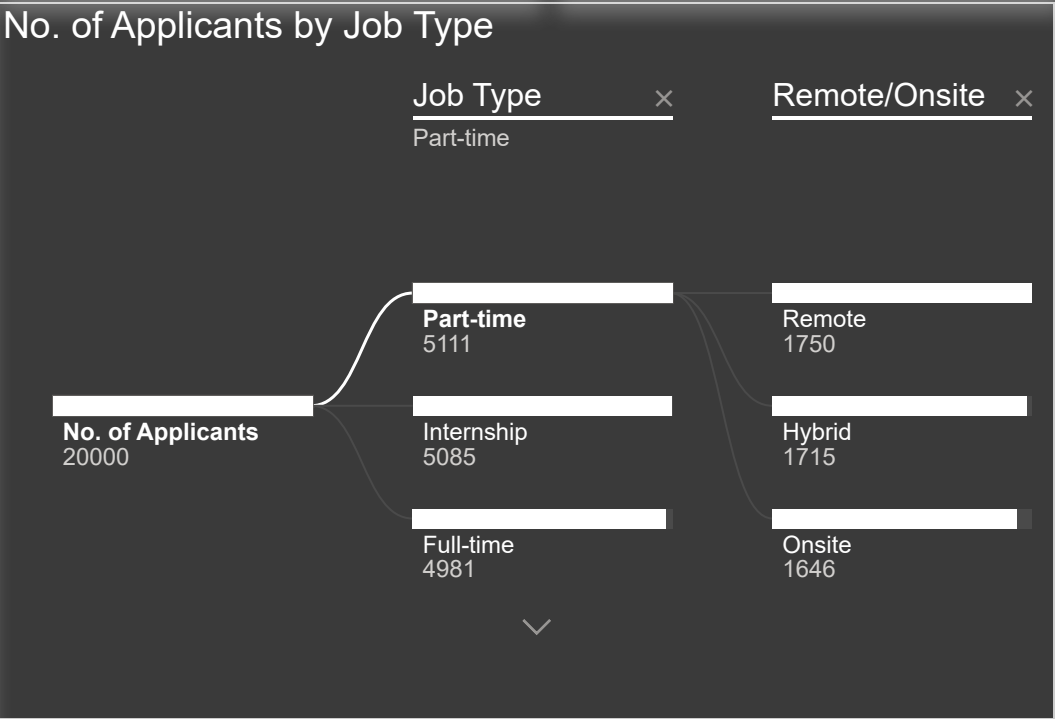 No. of Applicants by Job Type
Job Type
Remote/Onsite
Part-time
Part-time
5111
Remote
1750
No. of Applicants
20000
Internship
5085
Hybrid
1715
Full-time
4981
Onsite
1646